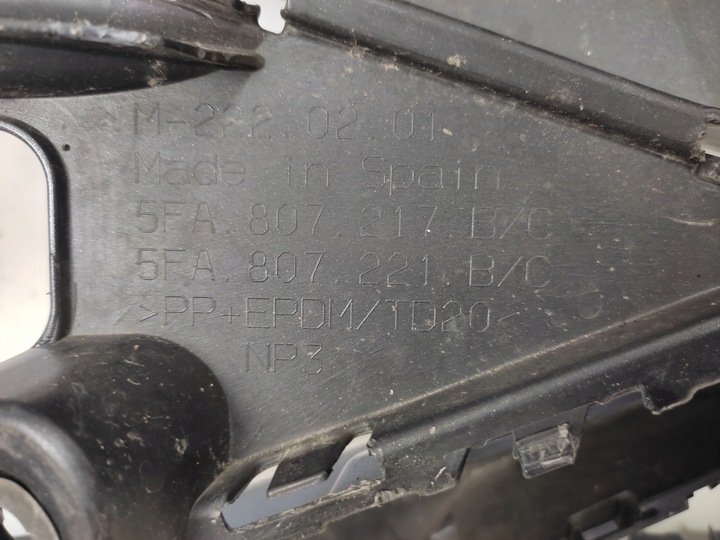 M-222.02.01
Made in Spain
5FA.807.217.B/C
5FA.807.221.B/C
>PP+EPDM/TD20<
NP3